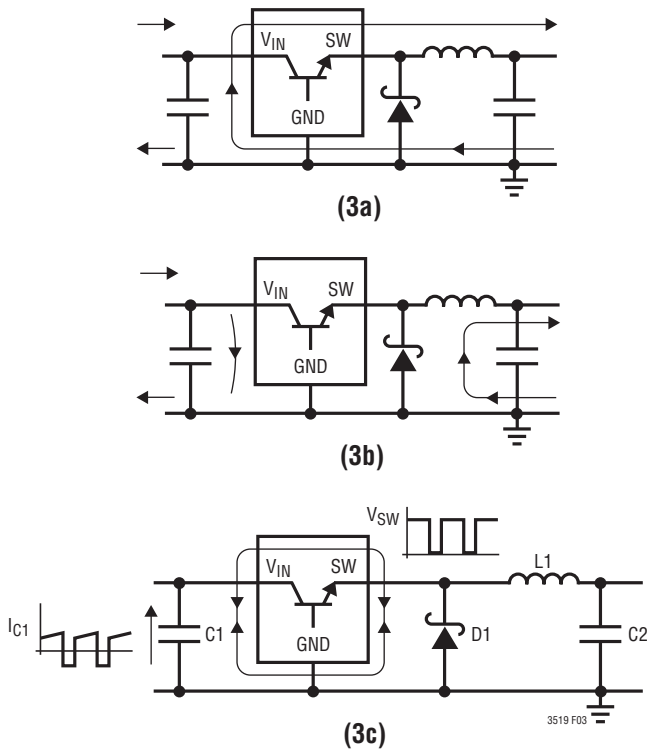 VIN SW
GND
(3a)
VIN SW
GND
(3b)
VSW
VIN SW
L1
IC1
C1
GND
D1
C2
3519 F03
(3c)